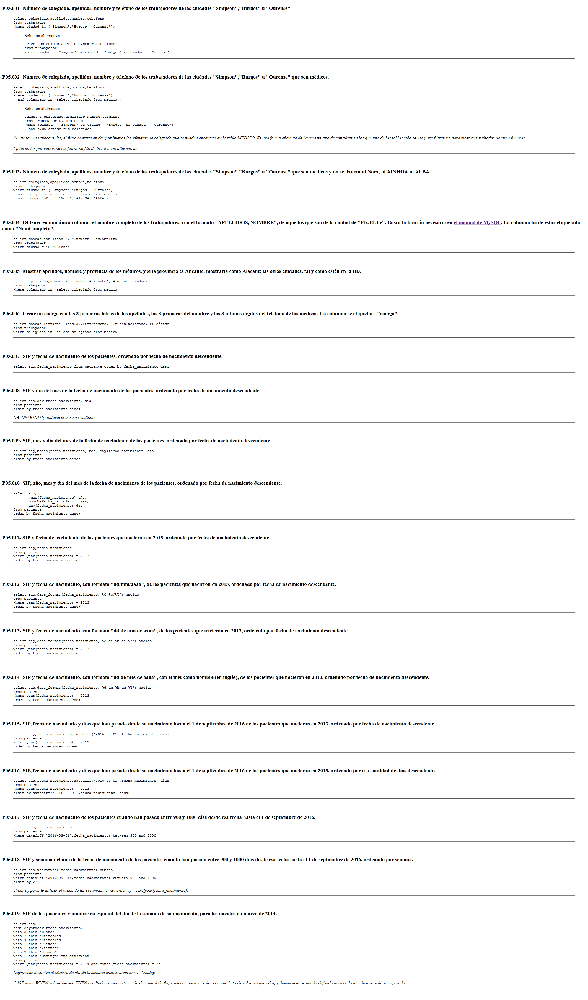 P05.001- Número de colegiado, apellidos, nombre y teléfono de los trabajadores de las ciudades "Simpson","Burgos" u "Ourense"
select colegiado,apellidos,nombre,telefono
from trabajador
where ciudad in ('Simpson','Burgos','Ourense');
Solución alternativa:
select colegiado,apellidos,nombre,telefono
from trabajador
where ciudad = 'Simpson' or ciudad = 'Burgos' or ciudad = 'Ourense';
P05.002- Número de colegiado, apellidos, nombre y teléfono de los trabajadores de las ciudades "Simpson","Burgos" u "Ourense" que son médicos.
select colegiado,apellidos,nombre,telefono
from trabajador
where ciudad in ('Simpson','Burgos','Ourense')
and colegiado in (select colegiado from medico);
Solución alternativa:
select t.colegiado,apellidos,nombre,telefono
from trabajador t, medico m
where (ciudad = 'Simpson' or ciudad = 'Burgos' or ciudad = 'Ourense')
and t.colegiado = m.colegiado
Al utilizar una subconsulta, el filtro consiste en dar por buenos los números de colegiado que se pueden encontrar en la tabla MEDICO. Es una forma eficiente de hacer este tipo de consultas en las que una de las tablas solo se usa para filtrar, no para mostrar resultados de sus columnas.
Fíjate en los paréntesis de los filtros de fila de la solución alternativa.
P05.003- Número de colegiado, apellidos, nombre y teléfono de los trabajadores de las ciudades "Simpson","Burgos" u "Ourense" que son médicos y no se llaman ni Nora, ni AINHOA ni ALBA.
select colegiado,apellidos,nombre,telefono
from trabajador
where ciudad in ('Simpson','Burgos','Ourense')
and colegiado in (select colegiado from medico)
and nombre NOT in ('Nora','AINHOA','ALBA');
P05.004- Obtener en una única columna el nombre completo de los trabajadores, con el formato "APELLIDOS, NOMBRE", de aquellos que son de la ciudad de "Elx/Elche". Busca la función necesaria en el manual de MySQL. La columna ha de estar etiquetada
como "NomCompleto".
select concat(apellidos,", ",nombre) NomCompleto
from trabajador
where ciudad = 'Elx/Elche'
P05.005- Mostrar apellidos, nombre y provincia de los médicos, y si la provincia es Alicante, mostrarla como Alacant; las otras ciudades, tal y como estén en la BD.
select apellidos,nombre,if(ciudad='Alicante','Alacant',ciudad)
from trabajador
where colegiado in (select colegiado from medico)
P05.006- Crear un código con las 3 primeras letras de los apellidos, las 3 primeras del nombre y los 3 últimos dígitos del teléfono de los médicos. La columna se etiquetará "código".
select concat(left(apellidos,3),left(nombre,3),right(telefono,3)) código
from trabajador
where colegiado in (select colegiado from medico)
P05.007- SIP y fecha de nacimiento de los pacientes, ordenado por fecha de nacimiento descendente.
select sip,fecha_nacimiento from paciente order by fecha_nacimiento desc;
P05.008- SIP y día del mes de la fecha de nacimiento de los pacientes, ordenado por fecha de nacimiento descendente.
select sip,day(fecha_nacimiento) día
from paciente
order by fecha_nacimiento desc;
DAYOFMONTH() obtiene el mismo resultado.
P05.009- SIP, mes y día del mes de la fecha de nacimiento de los pacientes, ordenado por fecha de nacimiento descendente.
select sip,month(fecha_nacimiento) mes, day(fecha_nacimiento) día
from paciente
order by fecha_nacimiento desc;
P05.010- SIP, año, mes y día del mes de la fecha de nacimiento de los pacientes, ordenado por fecha de nacimiento descendente.
select sip,
year(fecha_nacimiento) año,
month(fecha_nacimiento) mes,
day(fecha_nacimiento) día
from paciente
order by fecha_nacimiento desc;
P05.011- SIP y fecha de nacimiento de los pacientes que nacieron en 2013, ordenado por fecha de nacimiento descendente.
select sip,fecha_nacimiento
from paciente
where year(fecha_nacimiento) = 2013
order by fecha_nacimiento desc;
P05.012- SIP y fecha de nacimiento, con formato "dd/mm/aaaa", de los pacientes que nacieron en 2013, ordenado por fecha de nacimiento descendente.
select sip,date_format(fecha_nacimiento,'%d/%m/%Y') nacido
from paciente
where year(fecha_nacimiento) = 2013
order by fecha_nacimiento desc;
P05.013- SIP y fecha de nacimiento, con formato "dd de mm de aaaa", de los pacientes que nacieron en 2013, ordenado por fecha de nacimiento descendente.
select sip,date_format(fecha_nacimiento,'%d de %m de %Y') nacido
from paciente
where year(fecha_nacimiento) = 2013
order by fecha_nacimiento desc;
P05.014- SIP y fecha de nacimiento, con formato "dd de mes de aaaa", con el mes como nombre (en inglés), de los pacientes que nacieron en 2013, ordenado por fecha de nacimiento descendente.
select sip,date_format(fecha_nacimiento,'%d de %M de %Y') nacido
from paciente
where year(fecha_nacimiento) = 2013
order by fecha_nacimiento desc;
P05.015- SIP, fecha de nacimiento y días que han pasado desde su nacimiento hasta el 1 de septiembre de 2016 de los pacientes que nacieron en 2013, ordenado por fecha de nacimiento descendente.
select sip,fecha_nacimiento,datediff('2016-09-01',fecha_nacimiento) días
from paciente
where year(fecha_nacimiento) = 2013
order by fecha_nacimiento desc;
P05.016- SIP, fecha de nacimiento y días que han pasado desde su nacimiento hasta el 1 de septiembre de 2016 de los pacientes que nacieron en 2013, ordenado por esa cantidad de días descendente.
select sip,fecha_nacimiento,datediff('2016-09-01',fecha_nacimiento) días
from paciente
where year(fecha_nacimiento) = 2013
order by datediff('2016-09-01',fecha_nacimiento) desc;
P05.017- SIP y fecha de nacimiento de los pacientes cuando han pasado entre 900 y 1000 días desde esa fecha hasta el 1 de septiembre de 2016.
select sip,fecha_nacimiento
from paciente
where datediff('2016-09-01',fecha_nacimiento) between 900 and 1000;
P05.018- SIP y semana del año de la fecha de nacimiento de los pacientes cuando han pasado entre 900 y 1000 días desde esa fecha hasta el 1 de septiembre de 2016, ordenado por semana.
select sip,weekofyear(fecha_nacimiento) semana
from paciente
where datediff('2016-09-01',fecha_nacimiento) between 900 and 1000
order by 2;
Order by permite utilizar el orden de las columnas. Si no, order by weekofyear(fecha_nacimiento).
P05.019- SIP de los pacientes y nombre en español del día de la semana de su nacimiento, para los nacidos en marzo de 2014.
select sip,
case dayofweek(fecha_nacimiento)
when 2 then 'Lunes'
when 3 then 'Miércoles'
when 4 then 'Miércoles'
when 5 then 'Jueves'
when 6 then 'Viernes'
when 7 then 'Sábado'
when 1 then 'Domingo' end diasemana
from paciente
where year(fecha_nacimiento) = 2014 and month(fecha_nacimiento) = 3;
Dayofweek devuelve el número de día de la semana comenzando por 1=Sunday.
CASE valor WHEN valoresperado THEN resultado es una instrucción de control de flujo que compara un valor con una lista de valores esperados, y devuelve el resultado definido para cada uno de esos valores esperados.